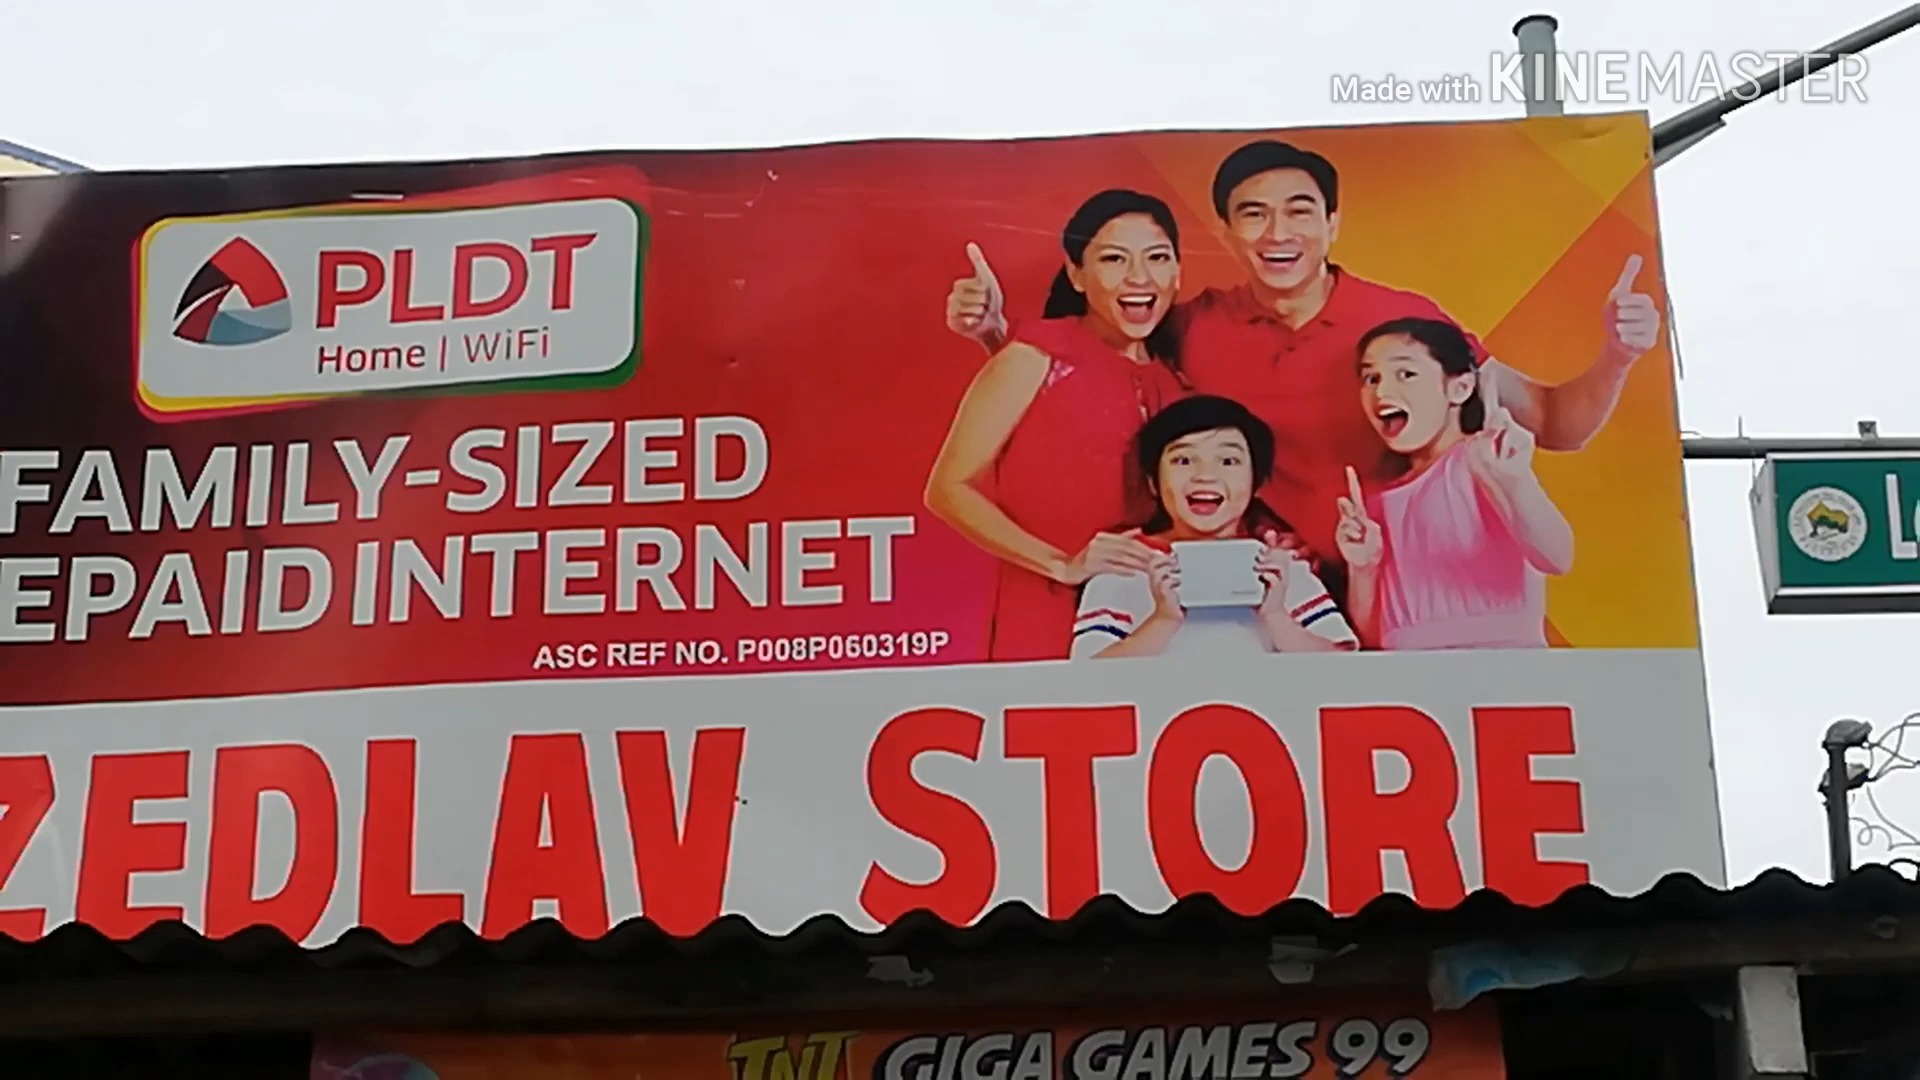 Made with KINEMASTER
PLDT
Home | WiFi
FAMILY-SIZED
EPAID INTERNET
ASC REF NO. P008P060319P
ZEDLAV STORE
TNT GIGA GAMES 99